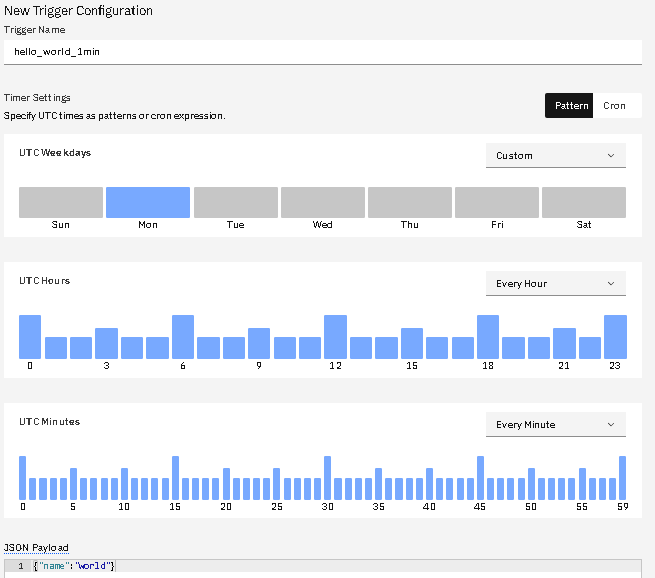 New Trigger Configuration
Trigger Name
hello_world_1min
Timer Settings
Specify UTC times as patterns or cron expression.
Pattern Cron
UTC Weekdays
Custom
Sun Mon Tue Wed Thu Fri Sat
UTC Hours
Every Hour
0 3 6 9 12 15 18 21 23
UTC Minutes
Every Minute
0 5 10 15 20 25 30 35 40 45 50 55 59
JSON Payload
1 {"name":"world"}